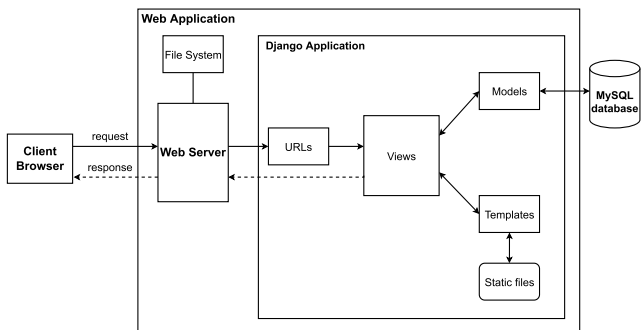 Web Application
File System
Django Application
Models
MySQL
database
request
Client
Browser
Web Server
URLs
Views
response
Templates
Static files